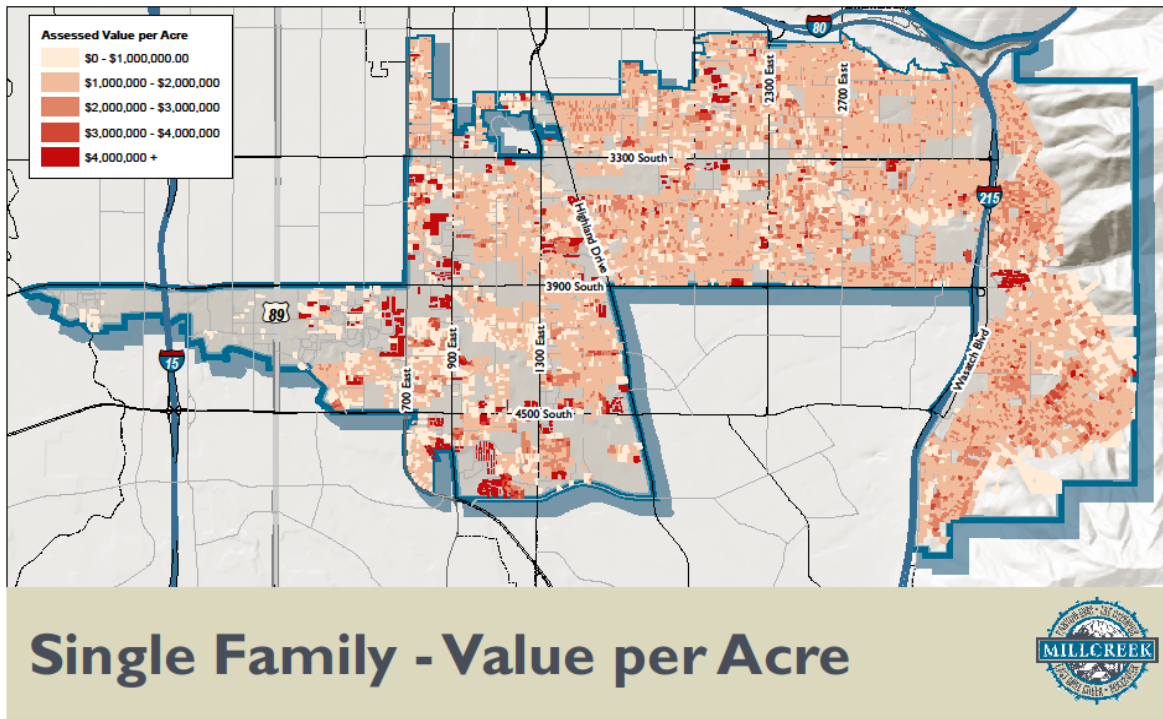 Assessed Value per Acre
$0 - $1,000,000.00
$1,000,000 - $2,000,000
$2,000,000 - $3,000,000
$3,000,000 - $4,000,000
$4,000,000 +
80
2300 East
2700 East
3300 South
215
Highland Drive
3900 South
89
15
700 East
900 East
1300 East
Wasatch Blvd
4500 South
Single Family - Value per Acre
MILLCREEK